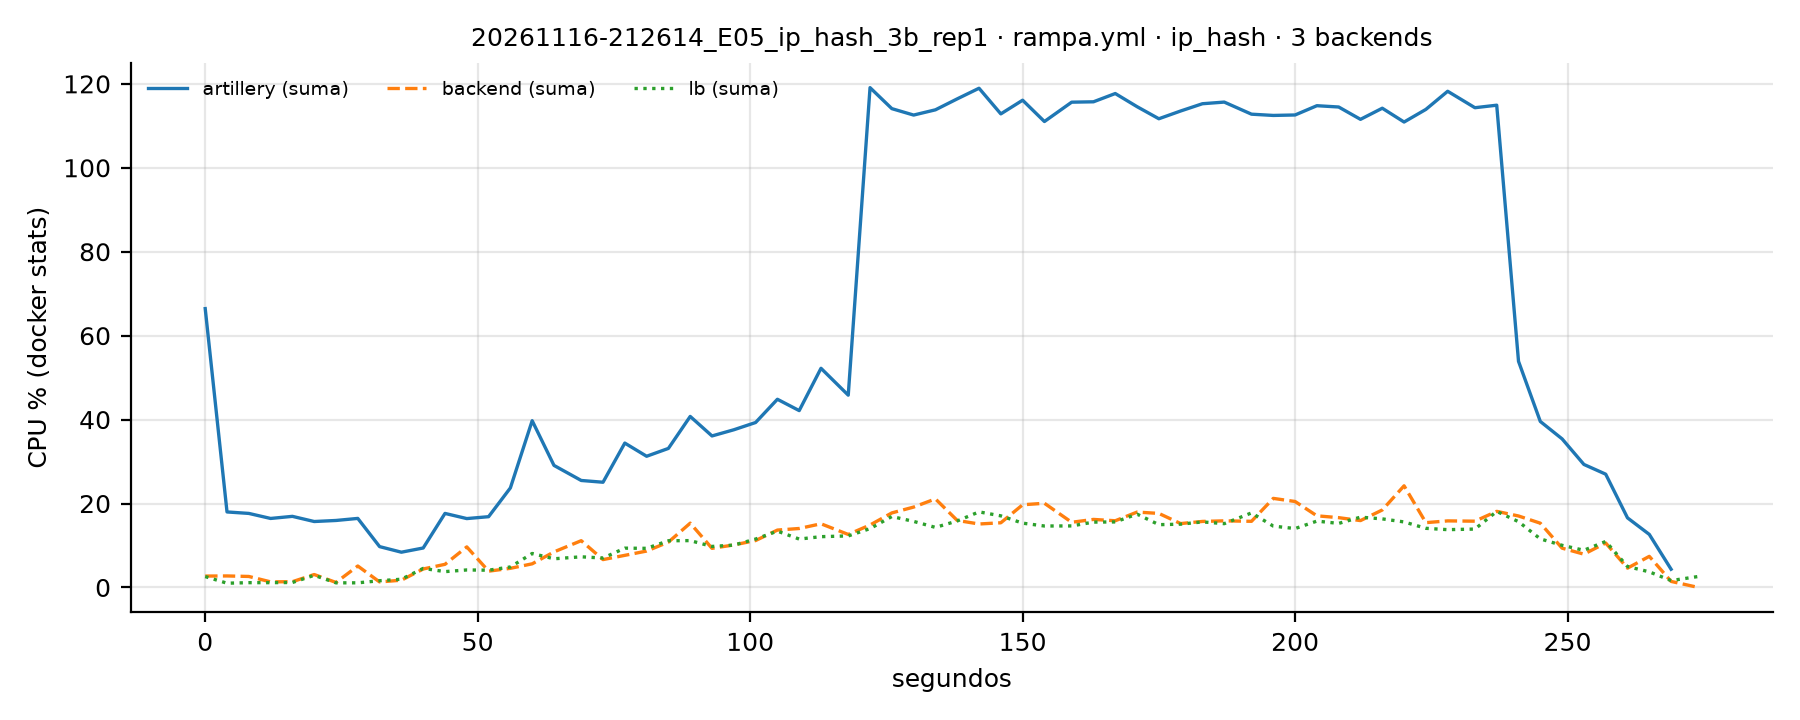 20261116-212614_E05_ip_hash_3b_rep1 · rampa.yml · ip_hash · 3 backends
artillery (suma) backend (suma) lb (suma)
CPU % (docker stats)
120
100
80
60
40
20
0
0 50 100 150 200 250
segundos